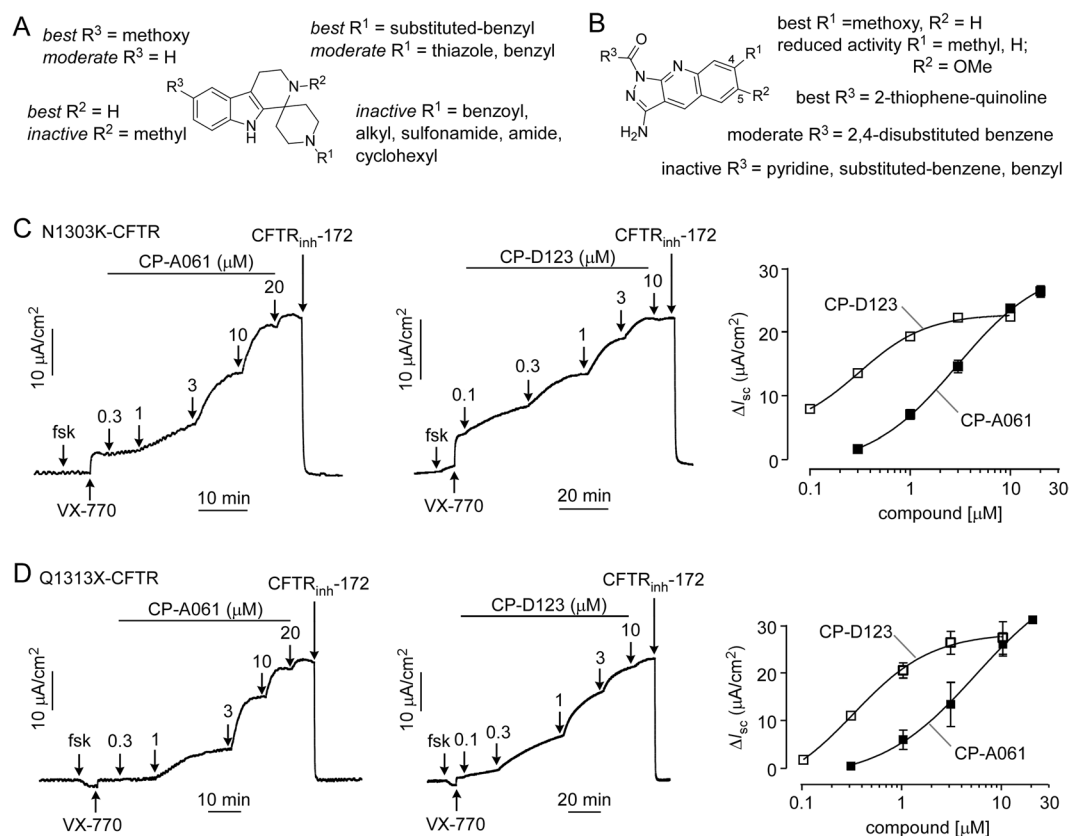 A
best R³ = methoxy
moderate R³ = H
best R¹ = substituted-benzyl
moderate R¹ = thiazole, benzyl
R³
N-R²
best R² = H
inactive R² = methyl
N
H
N
R¹
inactive R¹ = benzoyl,
alkyl, sulfonamide, amide,
cyclohexyl
B
best R¹ =methoxy, R² = H
reduced activity R¹ = methyl, H;
R² = OMe
O
R³
N
N
N
4
R¹
5
R²
H₂N
best R³ = 2-thiophene-quinoline
moderate R³ = 2,4-disubstituted benzene
inactive R³ = pyridine, substituted-benzene, benzyl
C
N1303K-CFTR
CP-A061 (μM)
CFTRinh-172
20
10
3
1
0.3
fsk
VX-770
10 μA/cm²
10 min
CP-D123 (μM)
CFTRinh-172
10
3
1
0.3
0.1
fsk
VX-770
10 μA/cm²
20 min
30
20
10
0
ΔIsc (μA/cm²)
CP-D123
CP-A061
0.1 1 10 30
compound [μM]
D
Q1313X-CFTR
CP-A061 (μM)
CFTRinh-172
20
10
3
1
0.3
fsk
VX-770
10 μA/cm²
10 min
CP-D123 (μM)
CFTRinh-172
10
3
1
0.3
0.1
fsk
VX-770
10 μA/cm²
20 min
30
20
10
0
ΔIsc (μA/cm²)
CP-D123
CP-A061
0.1 1 10 30
compound [μM]